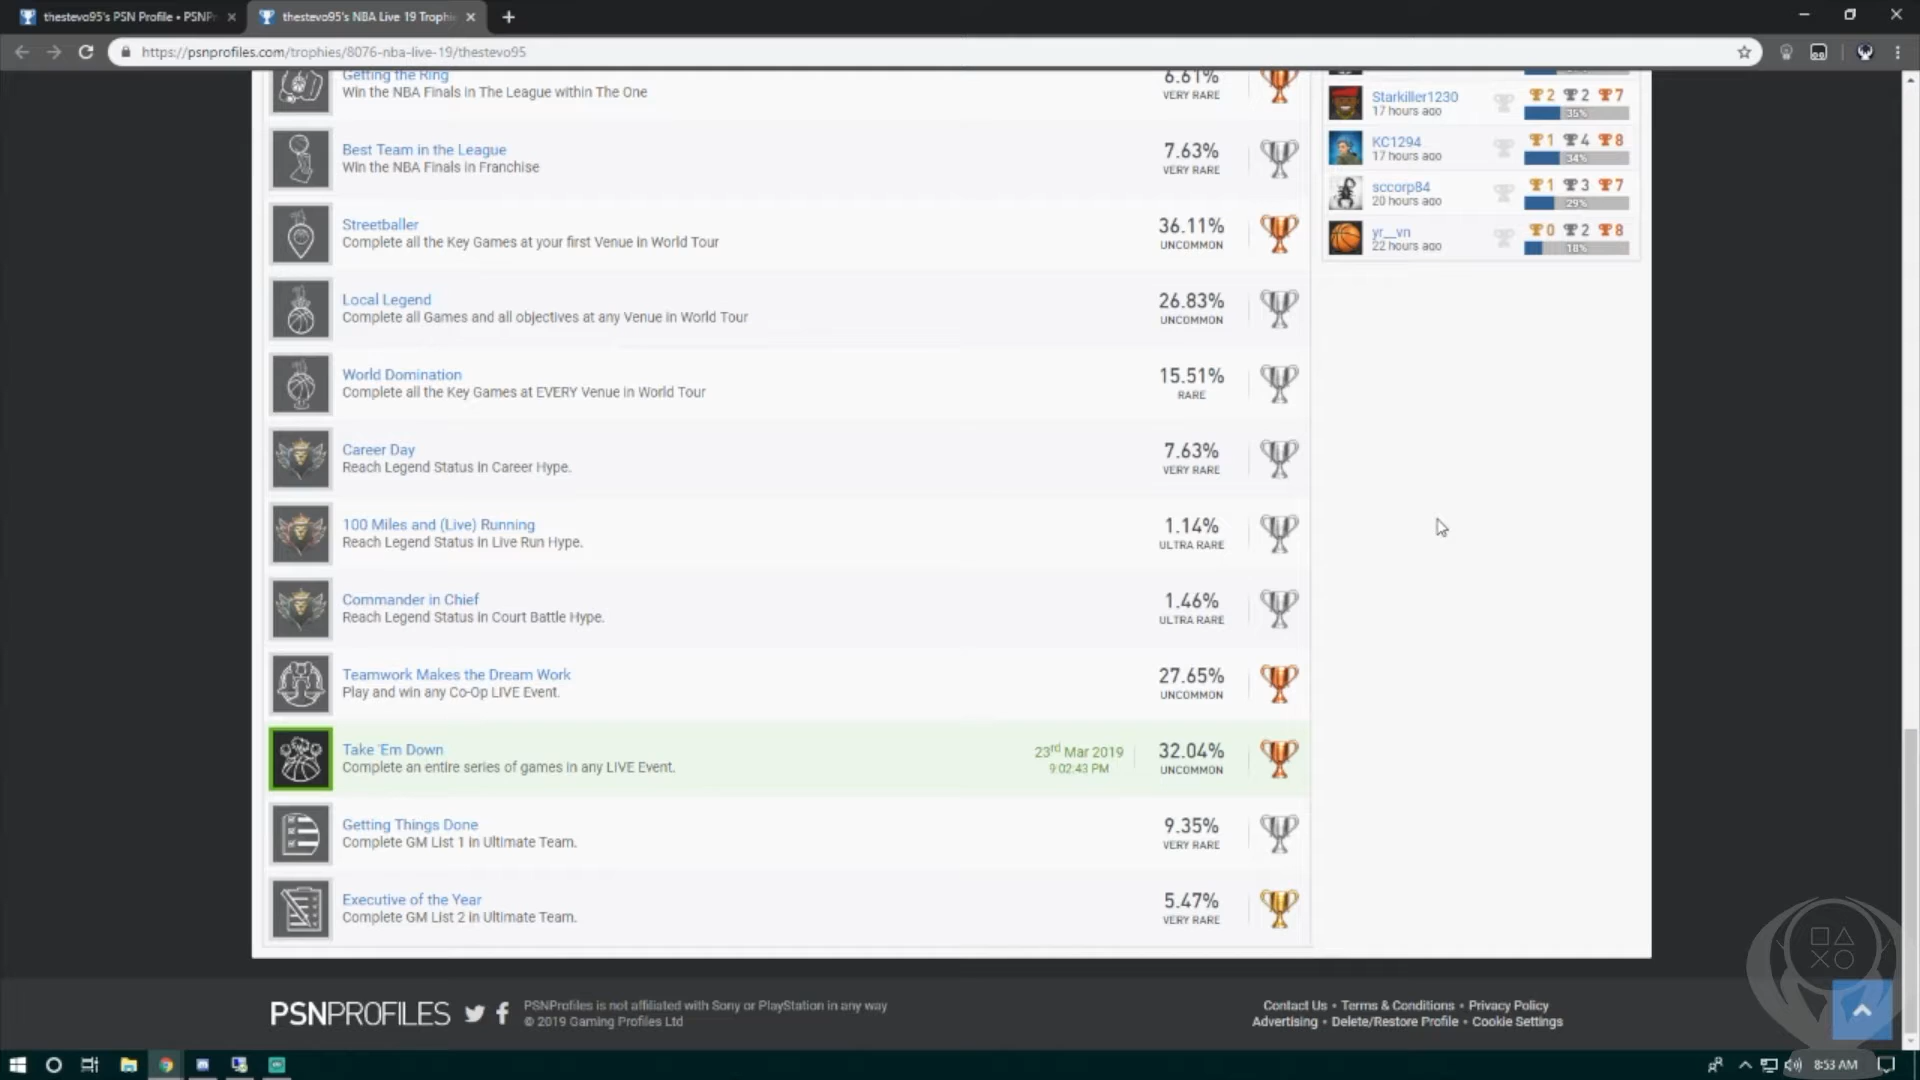 thestevo95's PSN Profile • PSNP
thestevo95's NBA Live 19 Trophi
https://psnprofiles.com/trophies/8076-nba-live-19/thestevo95
Getting the Ring
Win the NBA Finals in The League within The One
6.61%
VERY RARE
Best Team in the League
Win the NBA Finals in Franchise
7.63%
VERY RARE
Streetballer
Complete all the Key Games at your first Venue in World Tour
36.11%
UNCOMMON
Local Legend
Complete all Games and all objectives at any Venue in World Tour
26.83%
UNCOMMON
World Domination
Complete all the Key Games at EVERY Venue in World Tour
15.51%
RARE
Career Day
Reach Legend Status in Career Hype.
7.63%
VERY RARE
100 Miles and (Live) Running
Reach Legend Status in Live Run Hype.
1.14%
ULTRA RARE
Commander in Chief
Reach Legend Status in Court Battle Hype.
1.46%
ULTRA RARE
Teamwork Makes the Dream Work
Play and win any Co-Op LIVE Event.
27.65%
UNCOMMON
Take 'Em Down
Complete an entire series of games in any LIVE Event.
23rd Mar 2019
9:02:43 PM
32.04%
UNCOMMON
Getting Things Done
Complete GM List 1 in Ultimate Team.
9.35%
VERY RARE
Executive of the Year
Complete GM List 2 in Ultimate Team.
5.47%
VERY RARE
Starkiller1230
17 hours ago
2 2 7
35%
KC1294
17 hours ago
1 4 8
34%
sccorp84
20 hours ago
1 3 7
29%
yr__vn
22 hours ago
0 2 8
18%
PSNPROFILES
PSNProfiles is not affiliated with Sony or PlayStation in any way
© 2019 Gaming Profiles Ltd
Contact Us • Terms & Conditions • Privacy Policy
Advertising • Delete/Restore Profile • Cookie Settings
8:53 AM